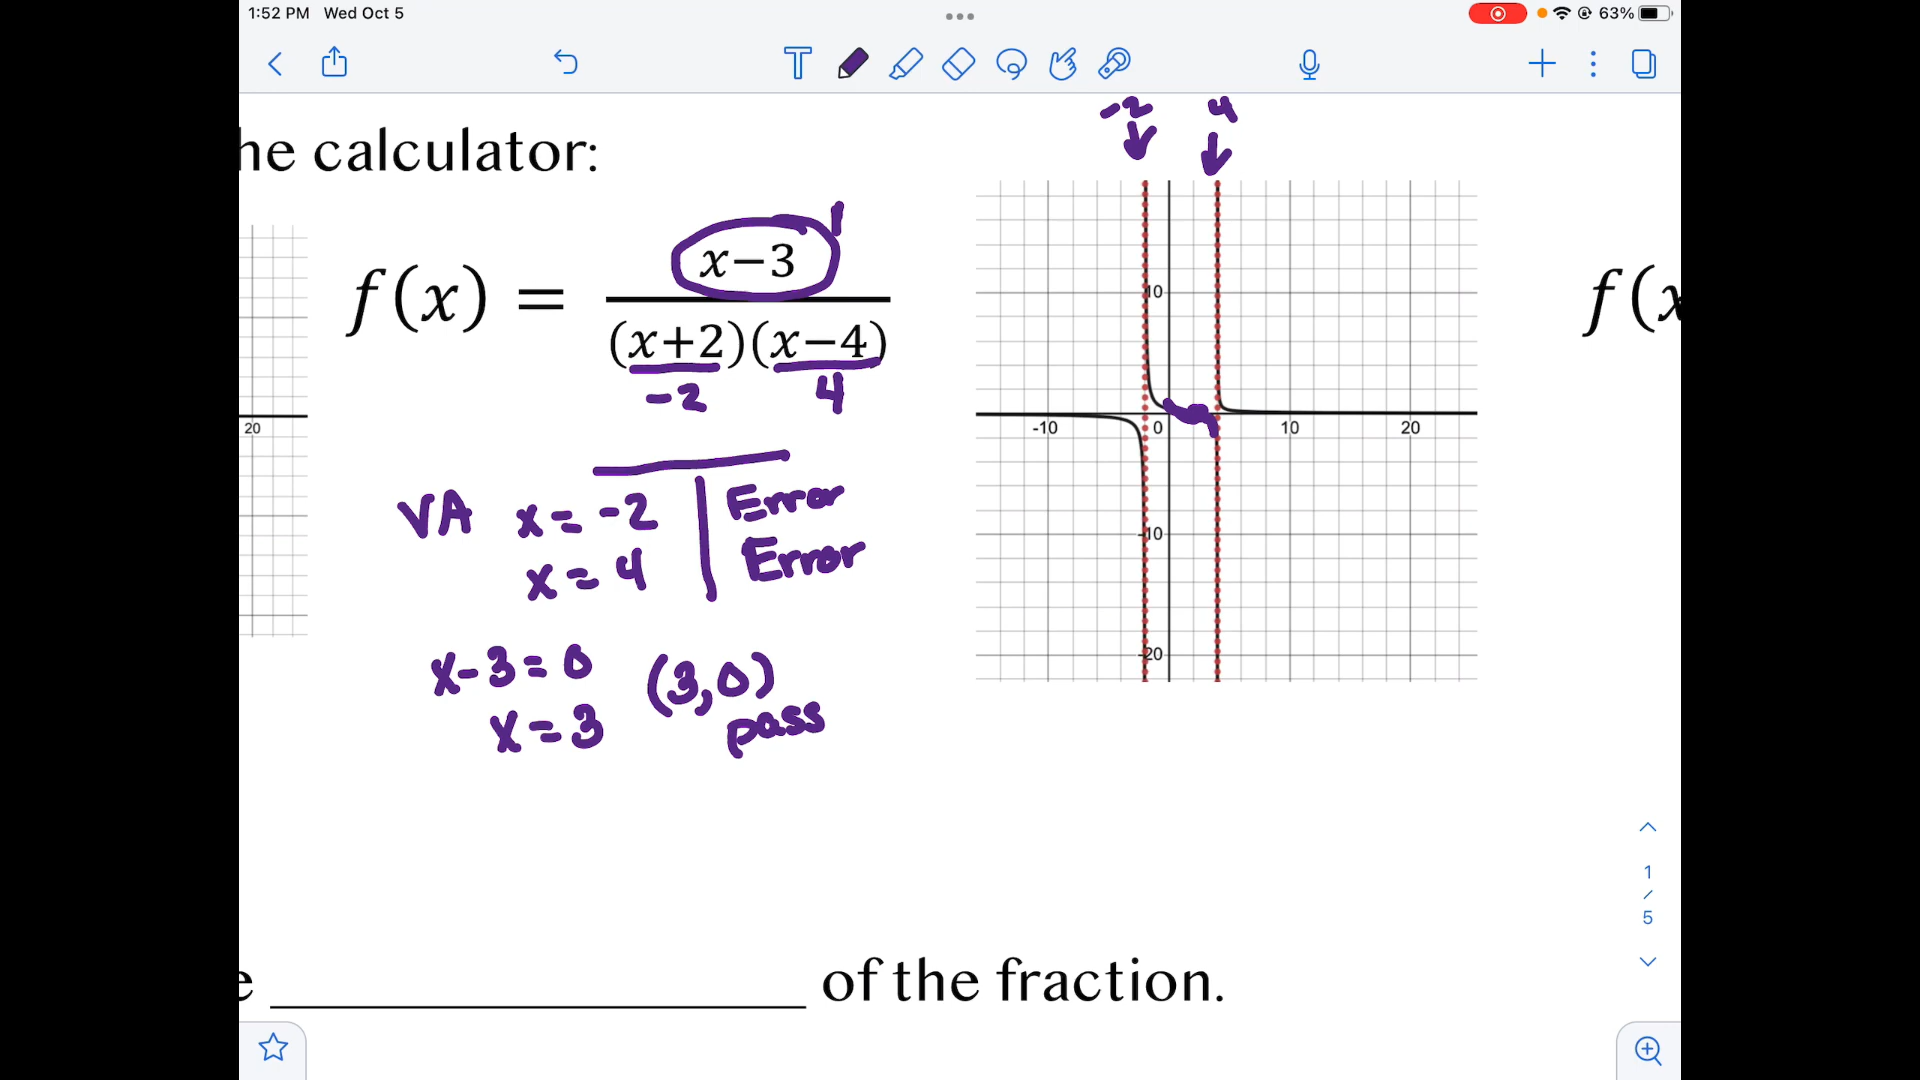 1:52 PM Wed Oct 5
63%
T
-2 4
he calculator:
1
f(x) = x−3
(x+2)(x−4)
-2 4
f(x
VA x = -2 Error
x = 4 Error
x-3=0 (3,0)
x=3 pass
20
10
-10 0 10 20
-10
-20
1
/
5
e ____________ of the fraction.